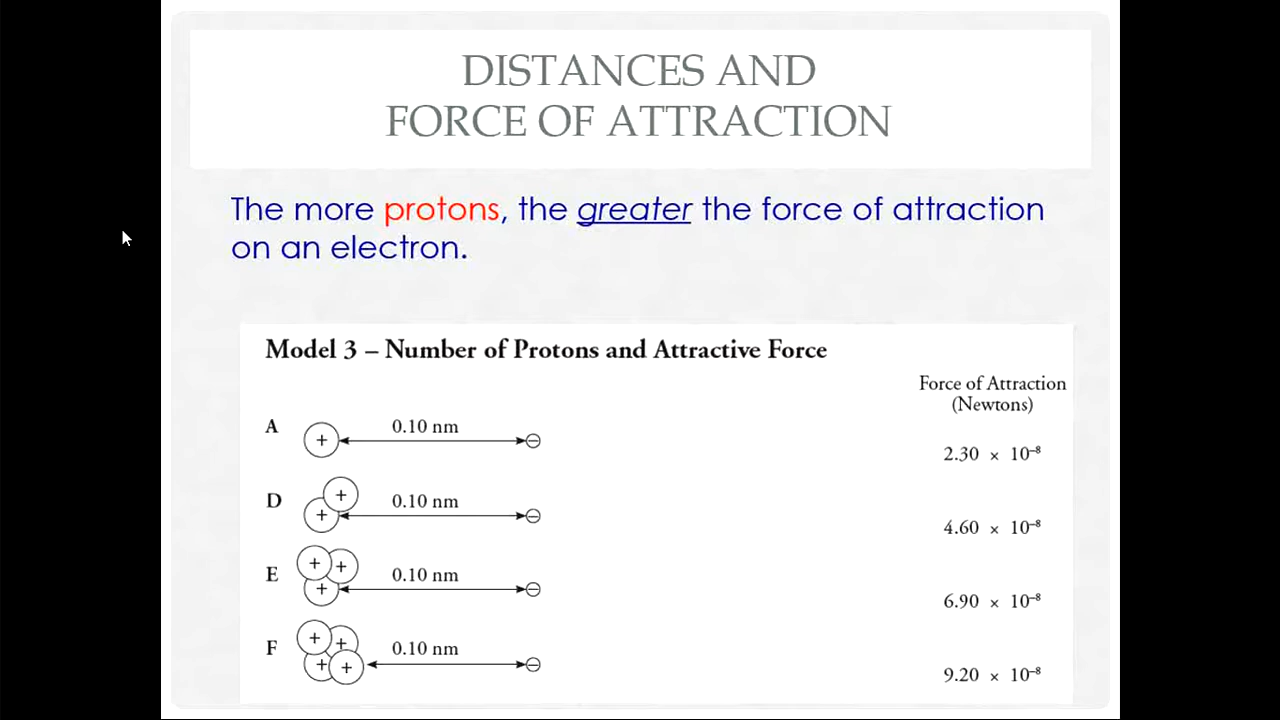 DISTANCES AND
FORCE OF ATTRACTION
The more protons, the greater the force of attraction
on an electron.
Model 3 – Number of Protons and Attractive Force
Force of Attraction
(Newtons)
A + 0.10 nm − 2.30 × 10⁻⁸
D + + 0.10 nm − 4.60 × 10⁻⁸
E + + + 0.10 nm − 6.90 × 10⁻⁸
F + + + + 0.10 nm − 9.20 × 10⁻⁸